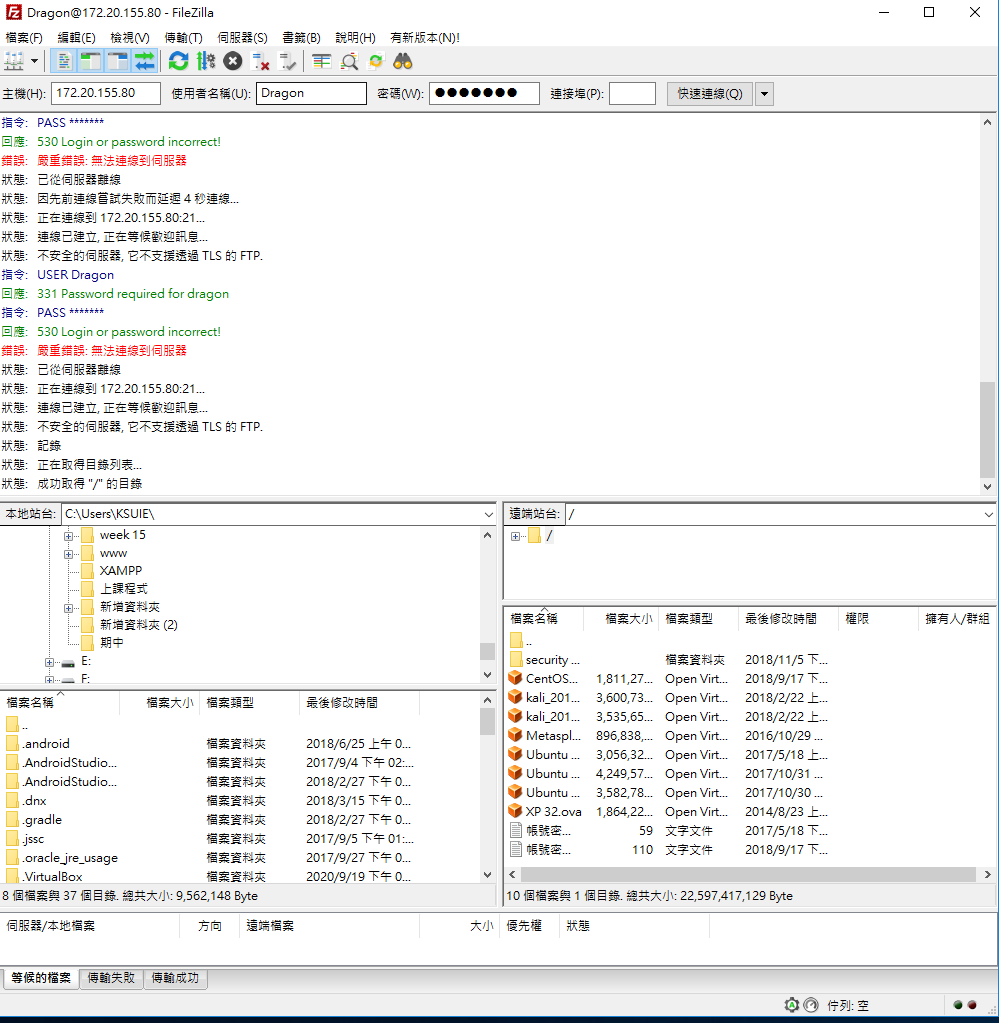 Dragon@172.20.155.80 - FileZilla
檔案(F) 編輯(E) 檢視(V) 傳輸(T) 伺服器(S) 書籤(B) 說明(H) 有新版本(N)!
主機(H): 172.20.155.80 使用者名稱(U): Dragon 密碼(W): ●●●●●●● 連接埠(P): 快速連線(Q)
指令: PASS *******
回應: 530 Login or password incorrect!
錯誤: 嚴重錯誤: 無法連線到伺服器
狀態: 已從伺服器離線
狀態: 因先前連線嘗試失敗而延遲 4 秒連線...
狀態: 正在連線到 172.20.155.80:21...
狀態: 連線已建立, 正在等候歡迎訊息...
狀態: 不安全的伺服器, 它不支援透過 TLS 的 FTP.
指令: USER Dragon
回應: 331 Password required for dragon
指令: PASS *******
回應: 530 Login or password incorrect!
錯誤: 嚴重錯誤: 無法連線到伺服器
狀態: 已從伺服器離線
狀態: 正在連線到 172.20.155.80:21...
狀態: 連線已建立, 正在等候歡迎訊息...
狀態: 不安全的伺服器, 它不支援透過 TLS 的 FTP.
狀態: 記錄
狀態: 正在取得目錄列表...
狀態: 成功取得 "/" 的目錄
本地站台: C:\Users\KSUIE\
week 15
www
XAMPP
上課程式
新增資料夾
新增資料夾 (2)
期中
E:
F:
檔案名稱 檔案大小 檔案類型 最後修改時間
..
.android 檔案資料夾 2018/6/25 上午 0...
.AndroidStudio... 檔案資料夾 2017/9/4 下午 02:...
.AndroidStudio... 檔案資料夾 2018/2/27 下午 0...
.dnx 檔案資料夾 2018/3/15 下午 0...
.gradle 檔案資料夾 2018/2/27 下午 0...
.jssc 檔案資料夾 2017/9/5 下午 01:...
.oracle_jre_usage 檔案資料夾 2017/9/27 下午 0...
.VirtualBox 檔案資料夾 2020/9/19 下午 0...
8 個檔案與 37 個目錄. 總共大小: 9,562,148 Byte
遠端站台: /
/
檔案名稱 檔案大小 檔案類型 最後修改時間 權限 擁有人/群組
..
security ... 檔案資料夾 2018/11/5 下...
CentOS... 1,811,27... Open Virt... 2018/9/17 下...
kali_201... 3,600,73... Open Virt... 2018/2/22 上...
kali_201... 3,535,65... Open Virt... 2018/2/22 上...
Metaspl... 896,838,... Open Virt... 2016/10/29 ...
Ubuntu ... 3,056,32... Open Virt... 2017/5/18 上...
Ubuntu ... 4,249,57... Open Virt... 2017/10/31 ...
Ubuntu ... 3,582,78... Open Virt... 2017/10/30 ...
XP 32.ova 1,864,22... Open Virt... 2014/8/23 上...
帳號密... 59 文字文件 2017/5/18 下...
帳號密... 110 文字文件 2018/9/17 下...
10 個檔案與 1 個目錄. 總共大小: 22,597,417,129 Byte
伺服器/本地檔案 方向 遠端檔案 大小 優先權 狀態
等候的檔案 傳輸失敗 傳輸成功
佇列: 空